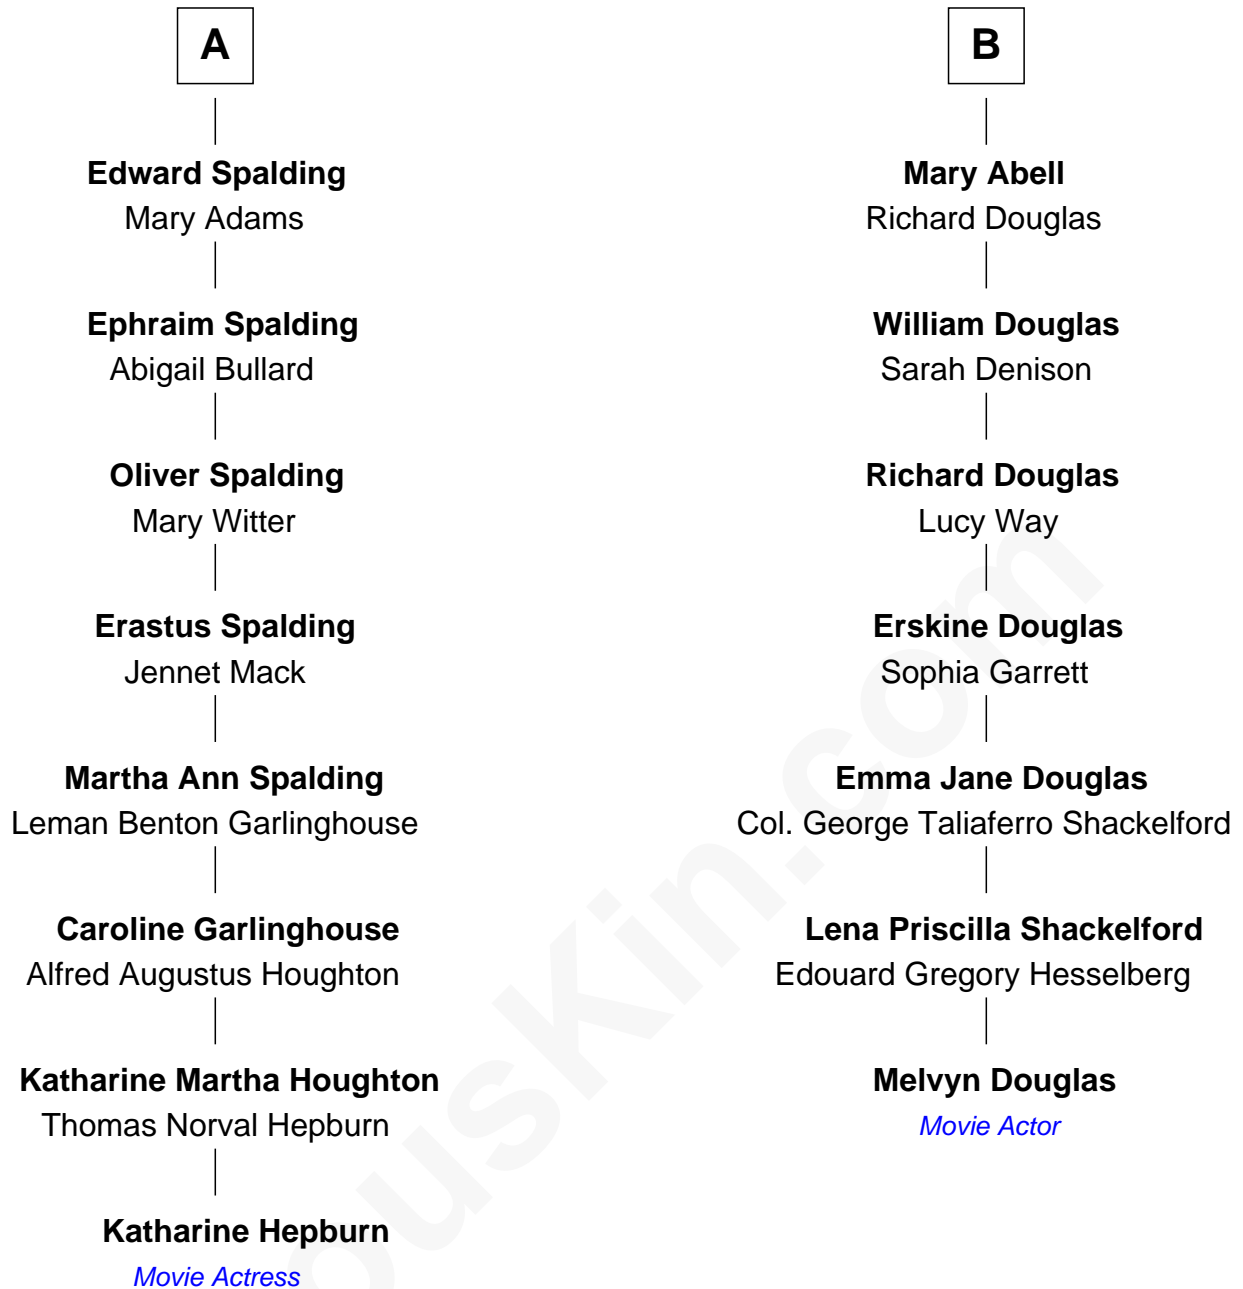 A
Edward Spalding
Mary Adams
Ephraim Spalding
Abigail Bullard
Oliver Spalding
Mary Witter
Erastus Spalding
Jennet Mack
Martha Ann Spalding
Leman Benton Garlinghouse
Caroline Garlinghouse
Alfred Augustus Houghton
Katharine Martha Houghton
Thomas Norval Hepburn
Katharine Hepburn
Movie Actress
B
Mary Abell
Richard Douglas
William Douglas
Sarah Denison
Richard Douglas
Lucy Way
Erskine Douglas
Sophia Garrett
Emma Jane Douglas
Col. George Taliaferro Shackelford
Lena Priscilla Shackelford
Edouard Gregory Hesselberg
Melvyn Douglas
Movie Actor
ousKin.com